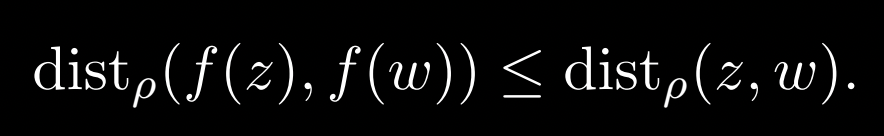 dist_ρ(f(z), f(w)) ≤ dist_ρ(z, w).